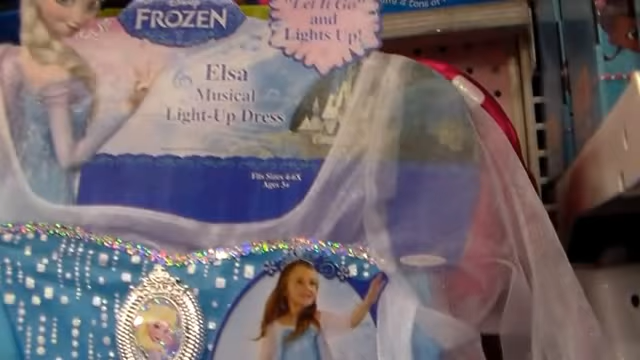 Disney
FROZEN
"Let It Go"
and
Lights Up!
Elsa
Musical
Light-Up Dress
Fits Sizes 4-6X
Ages 3+